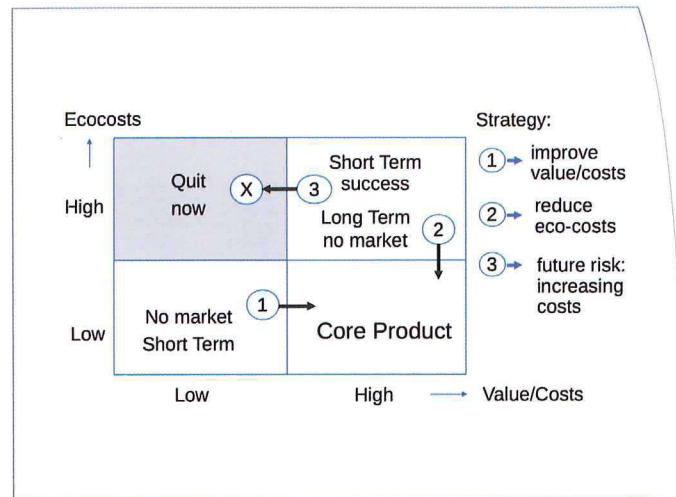 Ecocosts
Strategy:
Quit
now
X
3
Short Term
success
Long Term
no market
2
High
1 improve
value/costs
2 reduce
eco-costs
3 future risk:
increasing
costs
1
No market
Short Term
Core Product
Low
Low
High
Value/Costs